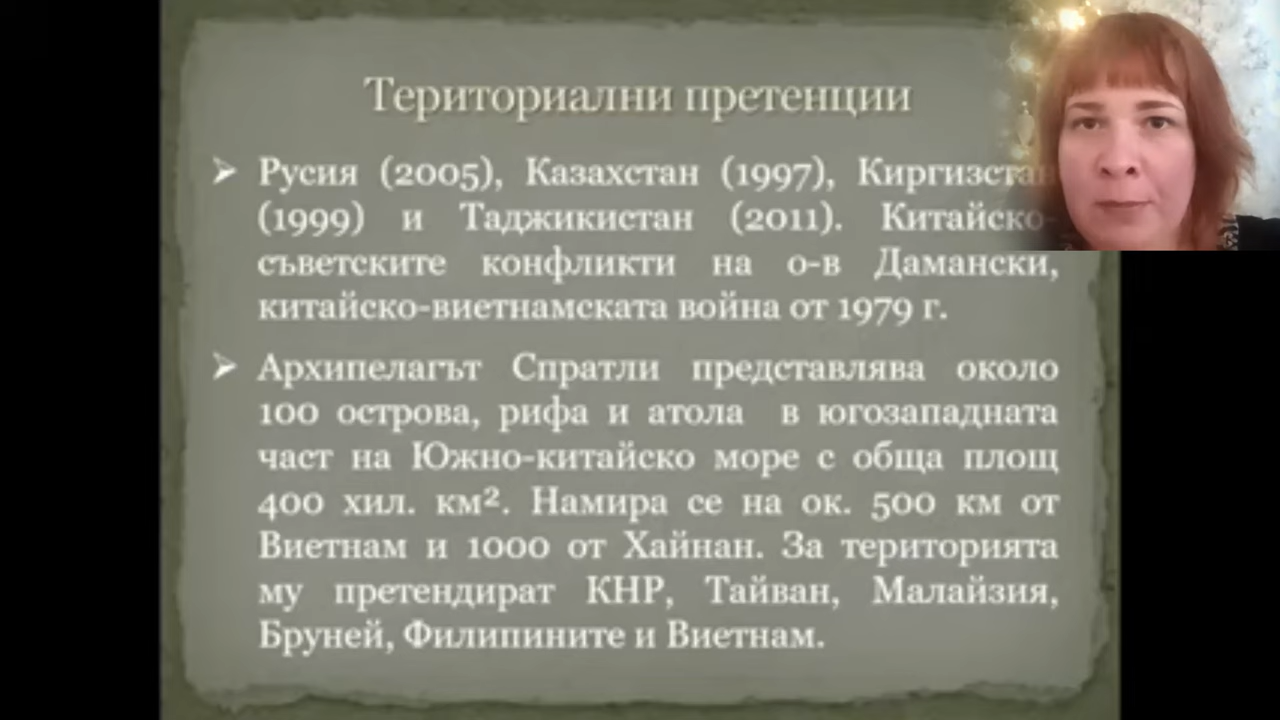 Териториални претенции
➢ Русия (2005), Казахстан (1997), Киргизстан
(1999) и Таджикистан (2011). Китайско-
съветските конфликти на о-в Дамански,
китайско-виетнамската война от 1979 г.
➢ Архипелагът Спратли представлява около
100 острова, рифа и атола в югозападната
част на Южно-китайско море с обща площ
400 хил. км². Намира се на ок. 500 км от
Виетнам и 1000 от Хайнан. За територията
му претендират КНР, Тайван, Малайзия,
Бруней, Филипините и Виетнам.